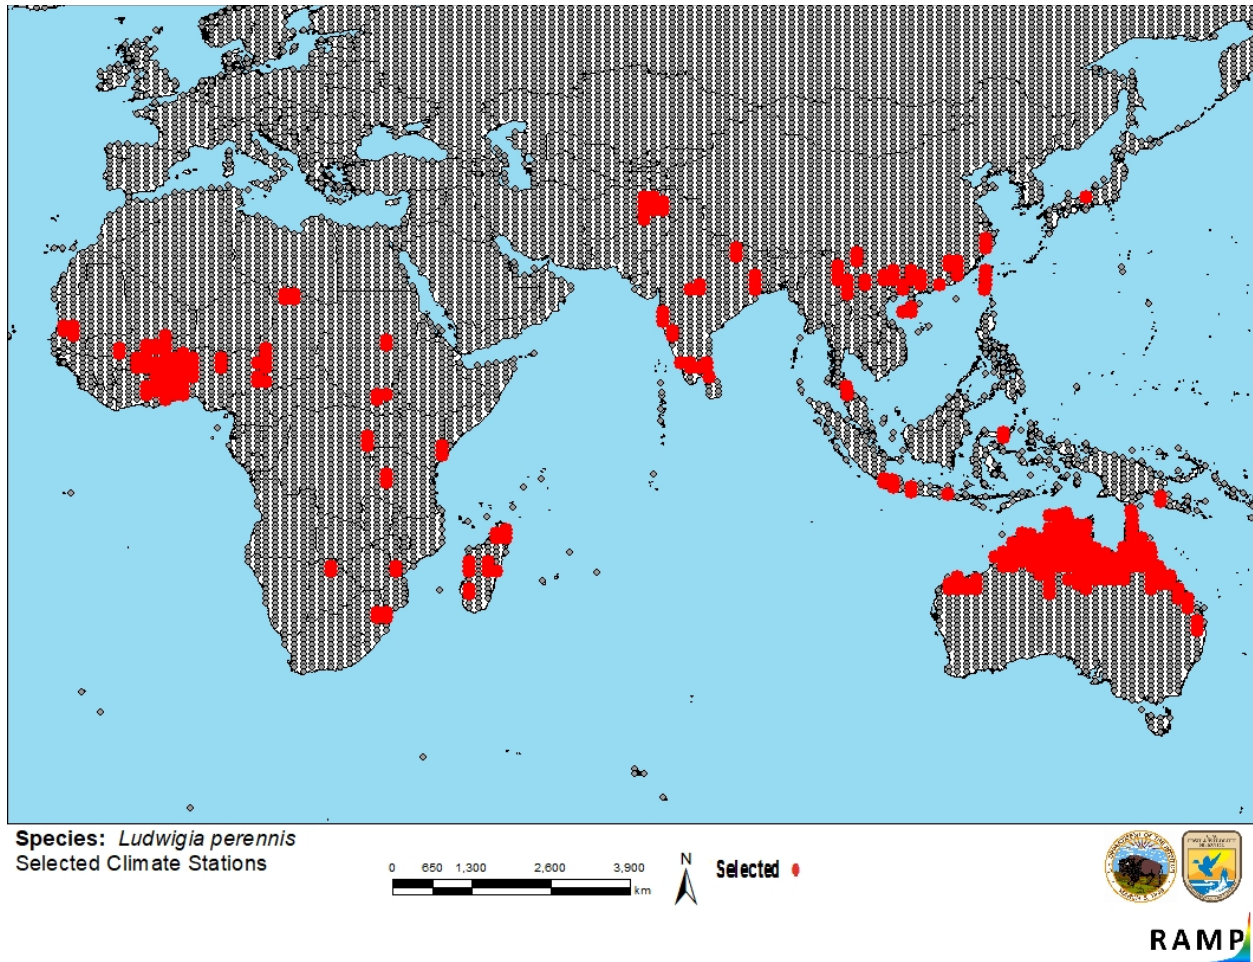 Species: Ludwigia perennis
Selected Climate Stations
0 650 1,300 2,600 3,900
km
N
Selected
RAMP